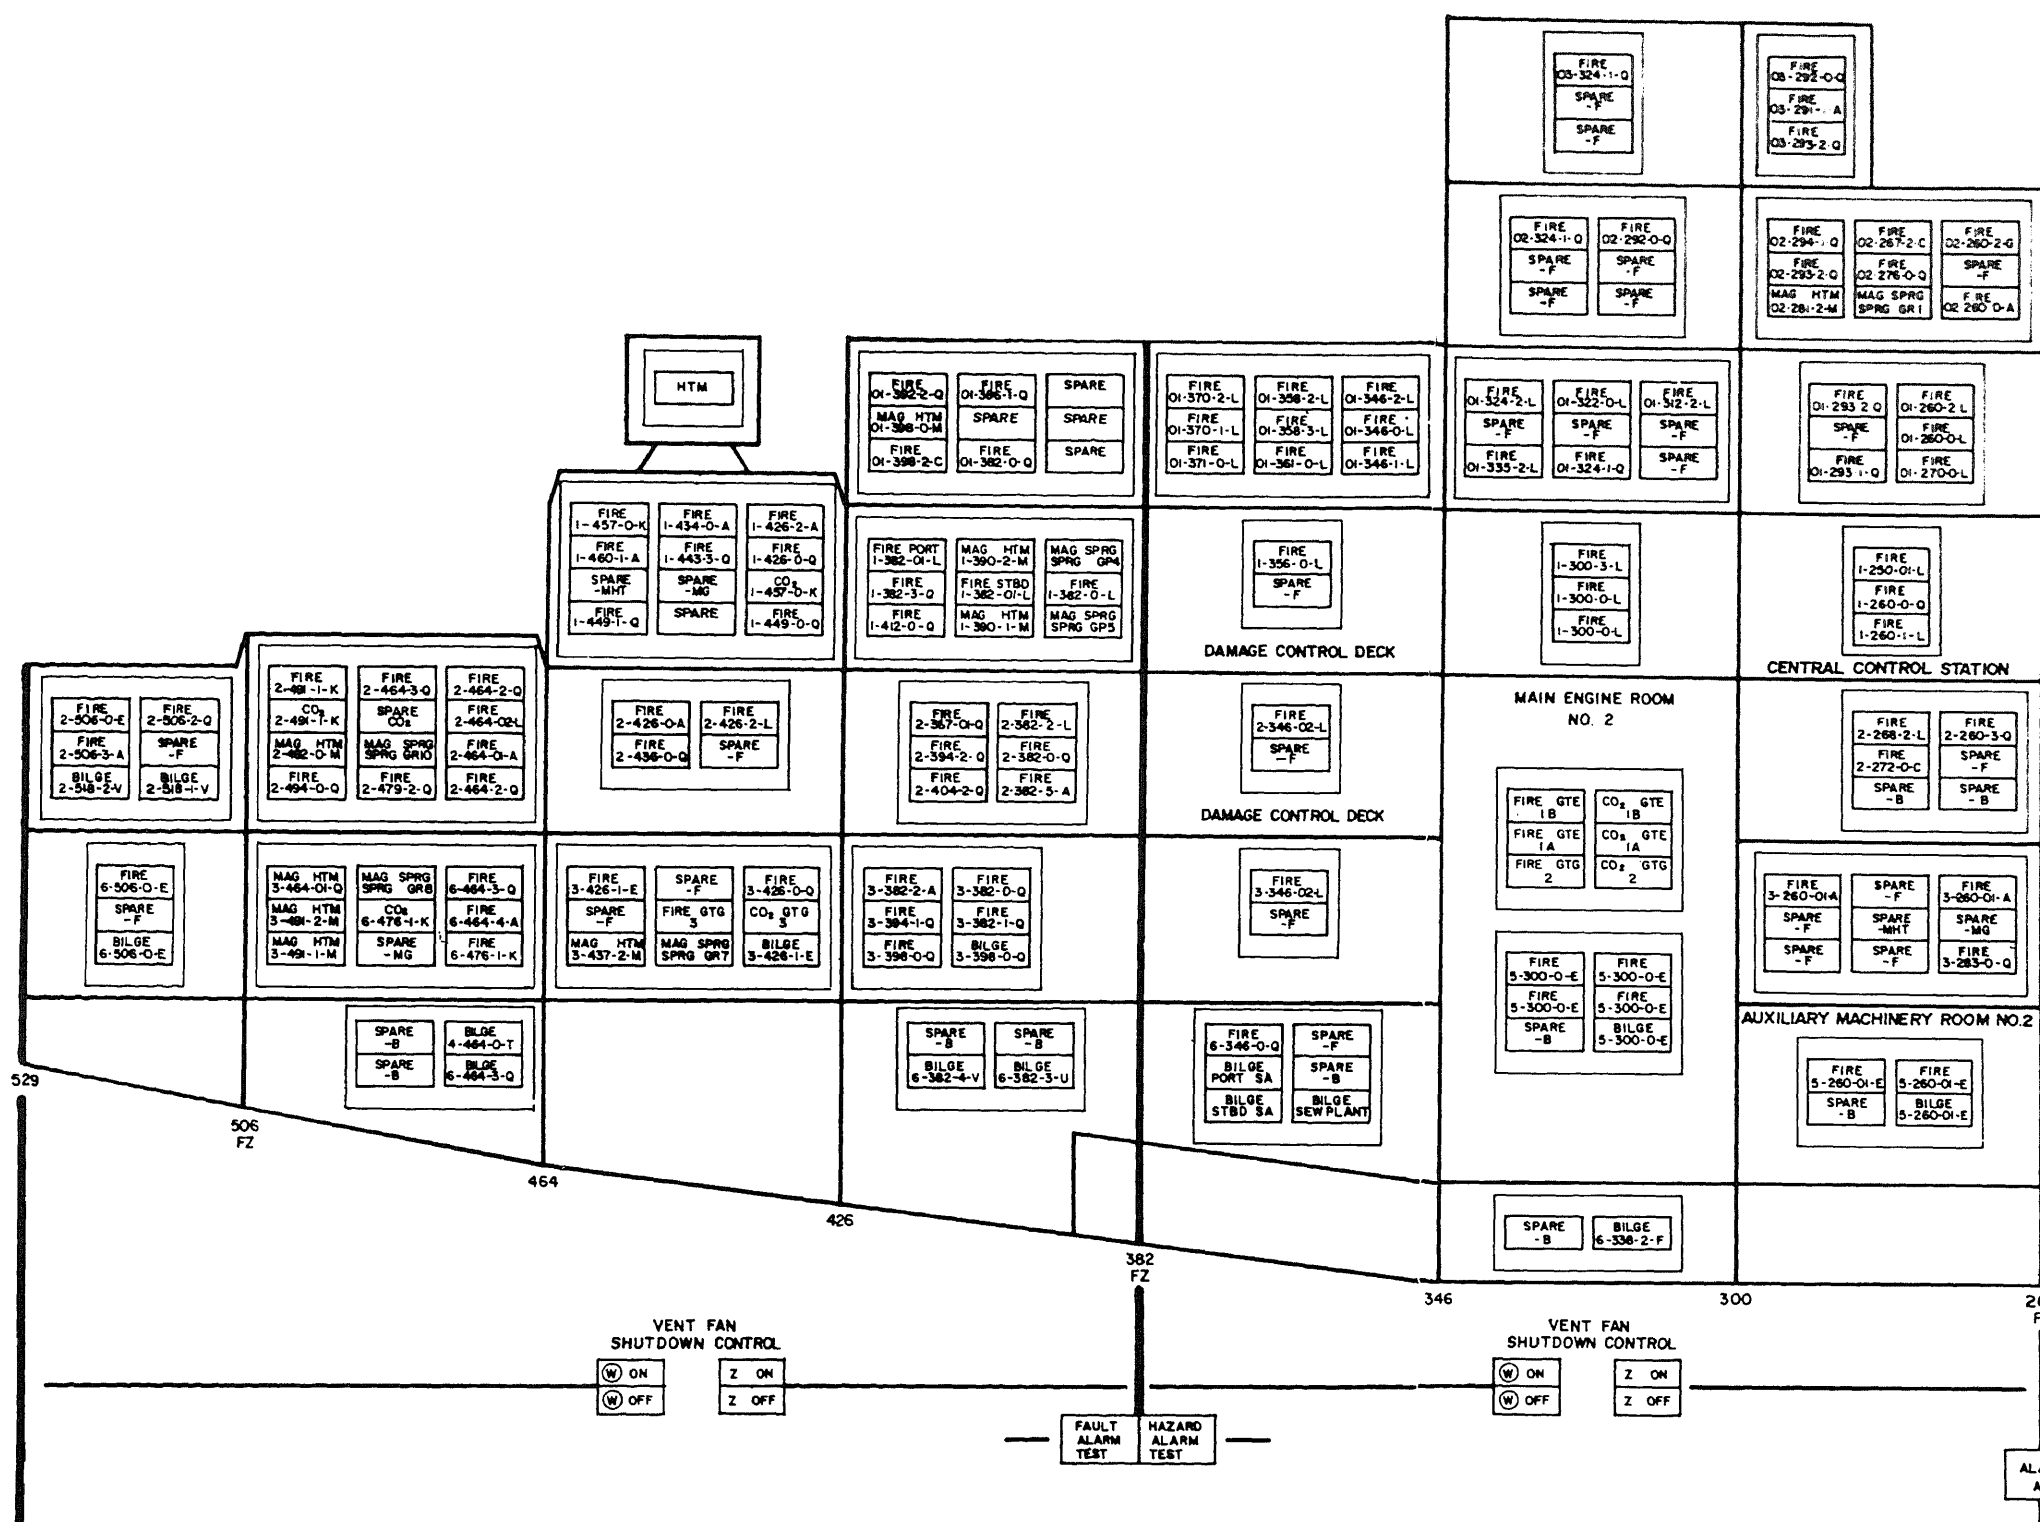 FIRE
03-324-1-Q
SPARE
-F
SPARE
-F
FIRE
03-292-0-Q
FIRE
03-291- A
FIRE
03-293-2-Q
FIRE
02-324-1-Q
SPARE
-F
SPARE
-F
FIRE
02-292-0-Q
SPARE
-F
SPARE
-F
FIRE
02-294-1-Q
FIRE
02-293-2-Q
MAG HTM
02-281-2-M
FIRE
02-267-2-C
FIRE
02-276-0-Q
MAG SPRG
SPRG GR1
FIRE
02-260-2-G
SPARE
-F
FIRE
02 260 0-A
HTM
FIRE
01-392-2-Q
MAG HTM
01-398-0-M
FIRE
01-398-2-C
FIRE
01-386-1-Q
SPARE
FIRE
01-382-0-Q
SPARE
SPARE
SPARE
FIRE
01-370-2-L
FIRE
01-370-1-L
FIRE
01-371-0-L
FIRE
01-358-2-L
FIRE
01-358-3-L
FIRE
01-361-0-L
FIRE
01-346-2-L
FIRE
01-346-0-L
FIRE
01-346-1-L
FIRE
01-324-2-L
SPARE
-F
FIRE
01-335-2-L
FIRE
01-322-0-L
SPARE
-F
FIRE
01-324-1-Q
FIRE
01-312-2-L
SPARE
-F
SPARE
-F
FIRE
01-293 2 Q
SPARE
-F
FIRE
01-293 1-Q
FIRE
01-260-2 L
FIRE
01-260-0-L
FIRE
01-270-0-L
FIRE
1-457-0-K
FIRE
1-460-1-A
SPARE
-MHT
FIRE
1-449-1-Q
FIRE
1-434-0-A
FIRE
1-443-3-Q
SPARE
-MG
SPARE
FIRE
1-426-2-A
FIRE
1-426-0-Q
CO₂
1-457-0-K
FIRE
1-449-0-Q
FIRE PORT
1-382-01-L
FIRE
1-382-3-Q
FIRE
1-412-0-Q
MAG HTM
1-390-2-M
FIRE STBD
1-382-01-L
MAG HTM
1-390-1-M
MAG SPRG
SPRG GP4
FIRE
1-382-0-L
MAG SPRG
SPRG GP5
FIRE
1-356-0-L
SPARE
-F
DAMAGE CONTROL DECK
FIRE
1-300-3-L
FIRE
1-300-0-L
FIRE
1-300-0-L
FIRE
1-250-01-L
FIRE
1-260-0-Q
FIRE
1-260-1-L
CENTRAL CONTROL STATION
FIRE
2-506-0-E
FIRE
2-506-3-A
BILGE
2-518-2-V
FIRE
2-506-2-Q
SPARE
-F
BILGE
2-518-1-V
FIRE
2-491-1-K
CO₂
2-491-1-K
MAG HTM
2-482-0-M
FIRE
2-494-0-Q
FIRE
2-464-3-Q
SPARE
CO₂
MAG SPRG
SPRG GR10
FIRE
2-479-2-Q
FIRE
2-464-2-Q
FIRE
2-464-02-L
FIRE
2-464-01-A
FIRE
2-464-2-Q
FIRE
2-426-0-A
FIRE
2-436-0-Q
FIRE
2-426-2-L
SPARE
-F
FIRE
2-367-01-Q
FIRE
2-394-2-Q
FIRE
2-404-2-Q
FIRE
2-382-2-L
FIRE
2-382-0-Q
FIRE
2-382-5-A
FIRE
2-346-02-L
SPARE
-F
DAMAGE CONTROL DECK
MAIN ENGINE ROOM
NO. 2
FIRE GTE
1B
FIRE GTE
1A
FIRE GTG
2
CO₂ GTE
1B
CO₂ GTE
1A
CO₂ GTG
2
FIRE
2-268-2-L
FIRE
2-272-0-C
SPARE
-B
FIRE
2-260-3-Q
SPARE
-F
SPARE
-B
FIRE
6-506-0-E
SPARE
-F
BILGE
6-506-0-E
MAG HTM
3-464-01-Q
MAG HTM
3-491-2-M
MAG HTM
3-491-1-M
MAG SPRG
SPRG GR8
CO₂
6-476-1-K
SPARE
-MG
FIRE
6-464-3-Q
FIRE
6-464-4-A
FIRE
6-476-1-K
FIRE
3-426-1-E
SPARE
-F
MAG HTM
3-437-2-M
SPARE
-F
FIRE GTG
3
MAG SPRG
SPRG GR7
FIRE
3-426-0-Q
CO₂ GTG
3
BILGE
3-426-1-E
FIRE
3-382-2-A
FIRE
3-394-1-Q
FIRE
3-398-0-Q
FIRE
3-382-0-Q
FIRE
3-382-1-Q
BILGE
3-398-0-Q
FIRE
3-346-02-L
SPARE
-F
FIRE
5-300-0-E
FIRE
5-300-0-E
SPARE
-B
FIRE
5-300-0-E
FIRE
5-300-0-E
BILGE
5-300-0-E
FIRE
3-260-01-A
SPARE
-F
SPARE
-F
SPARE
-F
SPARE
-MHT
SPARE
-F
FIRE
3-260-01-A
SPARE
-MG
FIRE
3-283-0-Q
AUXILIARY MACHINERY ROOM NO.2
SPARE
-B
SPARE
-B
BILGE
4-464-0-T
BILGE
6-464-3-Q
SPARE
-B
BILGE
6-382-4-V
SPARE
-B
BILGE
6-382-3-U
FIRE
6-346-0-Q
BILGE
PORT SA
BILGE
STBD SA
SPARE
-F
SPARE
-B
BILGE
SEWPLANT
FIRE
5-260-01-E
SPARE
-B
FIRE
5-260-01-E
BILGE
5-260-01-E
SPARE
-B
BILGE
6-338-2-F
529
506
FZ
464
426
382
FZ
346
300
VENT FAN
SHUTDOWN CONTROL
W ON
W OFF
Z ON
Z OFF
VENT FAN
SHUTDOWN CONTROL
W ON
W OFF
Z ON
Z OFF
FAULT
ALARM
TEST
HAZARD
ALARM
TEST